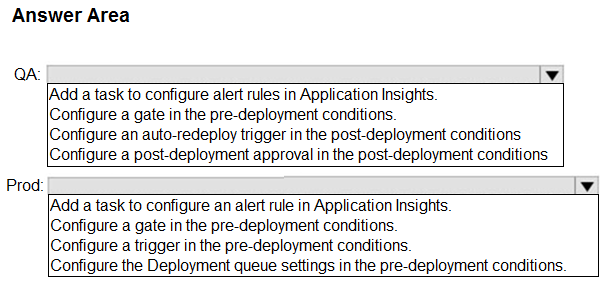 Answer Area
QA:
Add a task to configure alert rules in Application Insights.
Configure a gate in the pre-deployment conditions.
Configure an auto-redeploy trigger in the post-deployment conditions
Configure a post-deployment approval in the post-deployment conditions
Prod:
Add a task to configure an alert rule in Application Insights.
Configure a gate in the pre-deployment conditions.
Configure a trigger in the pre-deployment conditions.
Configure the Deployment queue settings in the pre-deployment conditions.